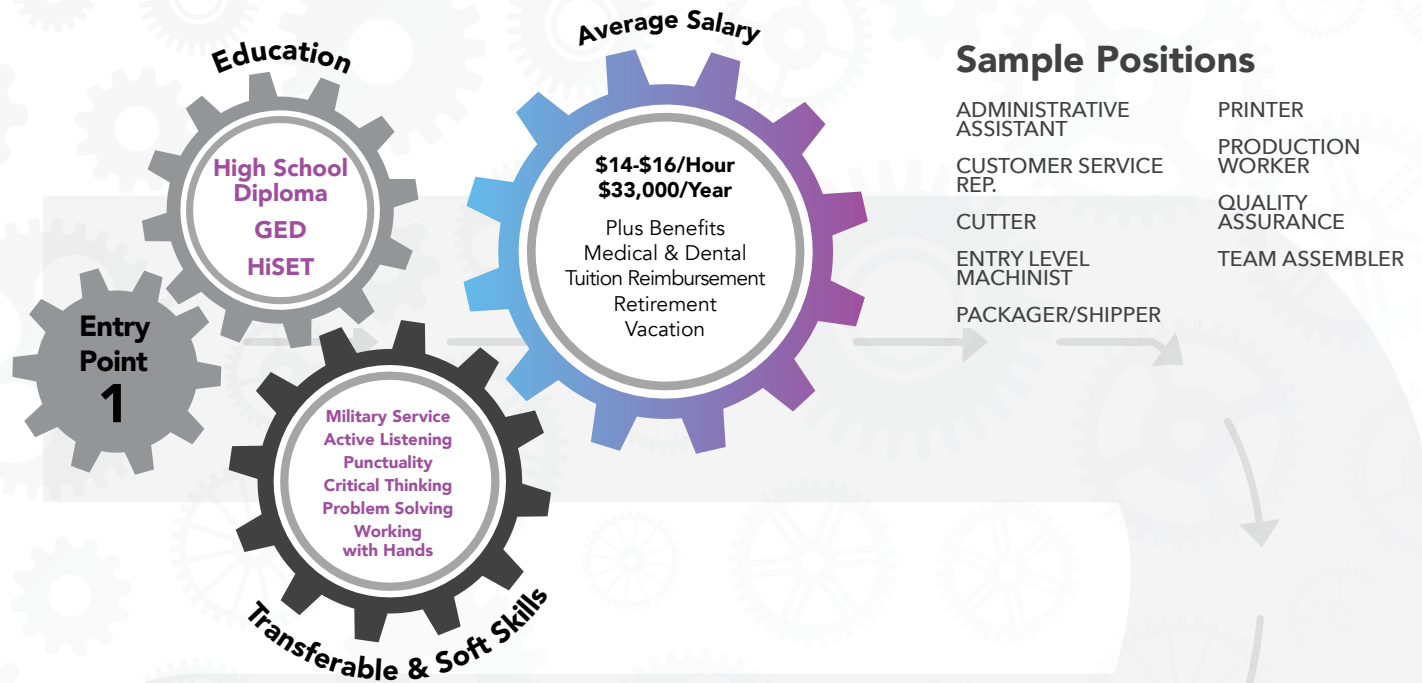 Education
High School
Diploma
GED
HiSET
Entry
Point
1
Military Service
Active Listening
Punctuality
Critical Thinking
Problem Solving
Working
with Hands
Transferable & Soft Skills
Average Salary
$14-$16/Hour
$33,000/Year
Plus Benefits
Medical & Dental
Tuition Reimbursement
Retirement
Vacation
Sample Positions
ADMINISTRATIVE
ASSISTANT
CUSTOMER SERVICE
REP.
CUTTER
ENTRY LEVEL
MACHINIST
PACKAGER/SHIPPER
PRINTER
PRODUCTION
WORKER
QUALITY
ASSURANCE
TEAM ASSEMBLER